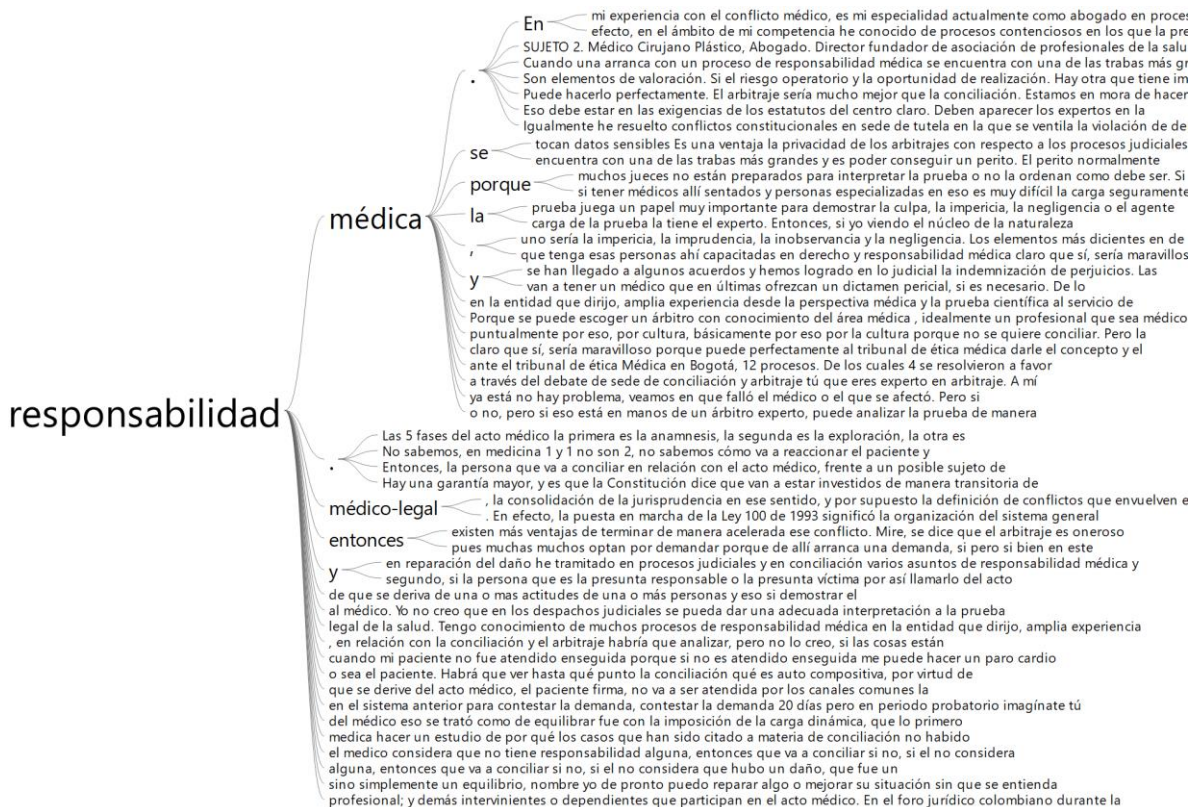 mi experiencia con el conflicto médico, es mi especialidad actualmente como abogado en proces
En
efecto, en el ámbito de mi competencia he conocido de procesos contenciosos en los que la pre
SUJETO 2. Médico Cirujano Plástico, Abogado. Director fundador de asociación de profesionales de la salu
Cuando una arranca con un proceso de responsabilidad médica se encuentra con una de las trabas más gr
.
Son elementos de valoración. Si el riesgo operatorio y la oportunidad de realización. Hay otra que tiene im
Puede hacerlo perfectamente. El arbitraje sería mucho mejor que la conciliación. Estamos en mora de hacer
Eso debe estar en las exigencias de los estatutos del centro claro. Deben aparecer los expertos en la
Igualmente he resuelto conflictos constitucionales en sede de tutela en la que se ventila la violación de de
tocan datos sensibles Es una ventaja la privacidad de los arbitrajes con respecto a los procesos judiciales
se
encuentra con una de las trabas más grandes y es poder conseguir un perito. El perito normalmente
muchos jueces no están preparados para interpretar la prueba o no la ordenan como debe ser. Si
porque
si tener médicos allí sentados y personas especializadas en eso es muy difícil la carga seguramente
médica
prueba juega un papel muy importante para demostrar la culpa, la impericia, la negligencia o el agente
la
carga de la prueba la tiene el experto. Entonces, si yo viendo el núcleo de la naturaleza
uno sería la impericia, la imprudencia, la inobservancia y la negligencia. Los elementos más dicientes en de
,
que tenga esas personas ahí capacitadas en derecho y responsabilidad médica claro que sí, sería maravillos
se han llegado a algunos acuerdos y hemos logrado en lo judicial la indemnización de perjuicios. Las
y
van a tener un médico que en últimas ofrezcan un dictamen pericial, si es necesario. De lo
en la entidad que dirijo, amplia experiencia desde la perspectiva médica y la prueba científica al servicio de
Porque se puede escoger un árbitro con conocimiento del área médica , idealmente un profesional que sea médico
puntualmente por eso, por cultura, básicamente por eso por la cultura porque no se quiere conciliar. Pero la
claro que sí, sería maravilloso porque puede perfectamente al tribunal de ética médica darle el concepto y el
ante el tribunal de ética Médica en Bogotá, 12 procesos. De los cuales 4 se resolvieron a favor
a través del debate de sede de conciliación y arbitraje tú que eres experto en arbitraje. A mí
ya está no hay problema, veamos en que falló el médico o el que se afectó. Pero si
o no, pero si eso está en manos de un árbitro experto, puede analizar la prueba de manera
responsabilidad
Las 5 fases del acto médico la primera es la anamnesis, la segunda es la exploración, la otra es
No sabemos, en medicina 1 y 1 no son 2, no sabemos cómo va a reaccionar el paciente y
.
Entonces, la persona que va a conciliar en relación con el acto médico, frente a un posible sujeto de
Hay una garantía mayor, y es que la Constitución dice que van a estar investidos de manera transitoria de
médico-legal
, la consolidación de la jurisprudencia en ese sentido, y por supuesto la definición de conflictos que envuelven e
. En efecto, la puesta en marcha de la Ley 100 de 1993 significó la organización del sistema general
entonces
existen más ventajas de terminar de manera acelerada ese conflicto. Mire, se dice que el arbitraje es oneroso
pues muchas muchos optan por demandar porque de allí arranca una demanda, si pero si bien en este
y
en reparación del daño he tramitado en procesos judiciales y en conciliación varios asuntos de responsabilidad médica y
segundo, si la persona que es la presunta responsable o la presunta víctima por así llamarlo del acto
de que se deriva de una o mas actitudes de una o más personas y eso si demostrar el
al médico. Yo no creo que en los despachos judiciales se pueda dar una adecuada interpretación a la prueba
legal de la salud. Tengo conocimiento de muchos procesos de responsabilidad médica en la entidad que dirijo, amplia experiencia
, en relación con la conciliación y el arbitraje habría que analizar, pero no lo creo, si las cosas están
cuando mi paciente no fue atendido enseguida porque si no es atendido enseguida me puede hacer un paro cardio
o sea el paciente. Habrá que ver hasta qué punto la conciliación qué es auto compositiva, por virtud de
que se derive del acto médico, el paciente firma, no va a ser atendida por los canales comunes la
en el sistema anterior para contestar la demanda, contestar la demanda 20 días pero en periodo probatorio imagínate tú
del médico eso se trató como de equilibrar fue con la imposición de la carga dinámica, que lo primero
medica hacer un estudio de por qué los casos que han sido citado a materia de conciliación no habido
el medico considera que no tiene responsabilidad alguna, entonces que va a conciliar si no, si el no considera
alguna, entonces que va a conciliar si no, si el no considera que hubo un daño, que fue un
sino simplemente un equilibrio, nombre yo de pronto puedo reparar algo o mejorar su situación sin que se entienda
profesional; y demás intervinientes o dependientes que participan en el acto médico. En el foro jurídico colombiano durante la